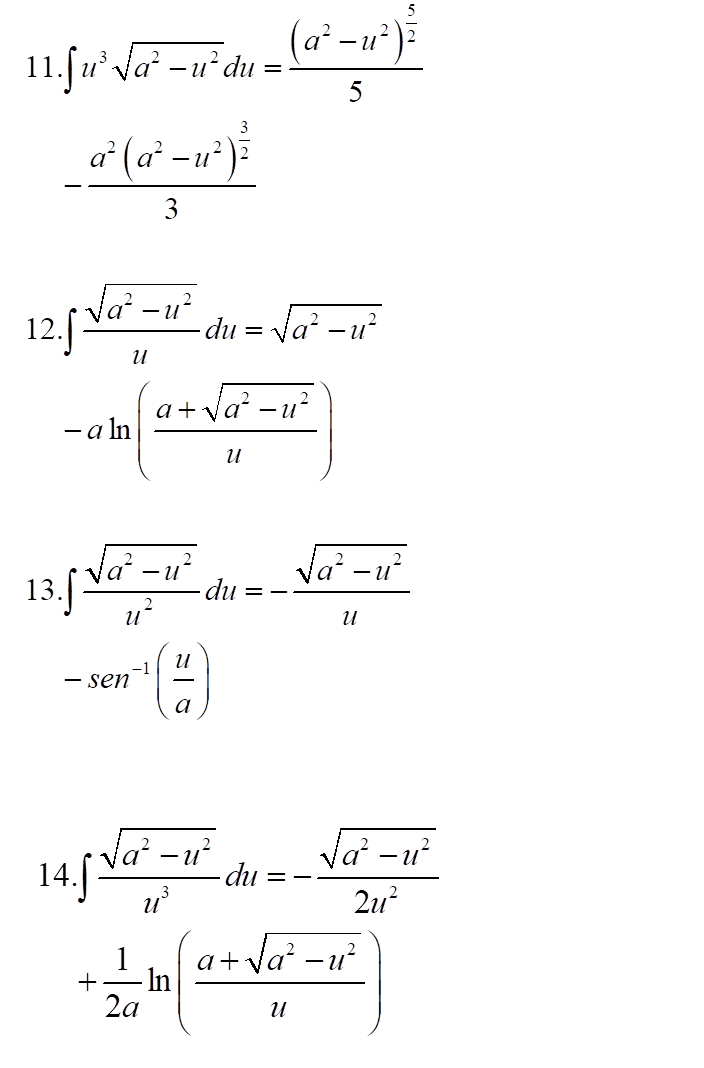 11.∫u³√(a² − u²) du = (a² − u²)^(5/2) / 5
− a²(a² − u²)^(3/2) / 3
12.∫ √(a² − u²) / u du = √(a² − u²)
− a ln( (a + √(a² − u²)) / u )
13.∫ √(a² − u²) / u² du = − √(a² − u²) / u
− sen⁻¹(u / a)
14.∫ √(a² − u²) / u³ du = − √(a² − u²) / 2u²
+ 1/2a ln( (a + √(a² − u²)) / u )